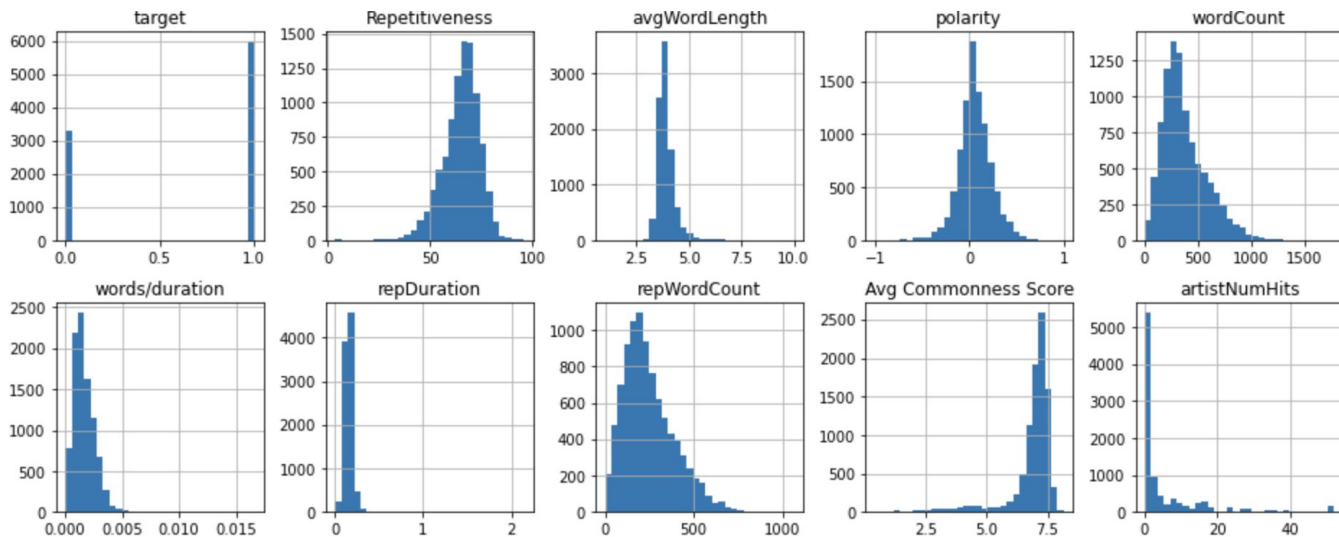 target
Repetitiveness
avgWordLength
polarity
wordCount
6000
5000
4000
3000
2000
1000
0
0.0 0.5 1.0
1500
1250
1000
750
500
250
0
0 50 100
3000
2000
1000
0
2.5 5.0 7.5 10.0
1500
1000
500
0
−1 0 1
1250
1000
750
500
250
0
0 500 1000 1500
words/duration
repDuration
repWordCount
Avg Commonness Score
artistNumHits
2500
2000
1500
1000
500
0
0.000 0.005 0.010 0.015
4000
3000
2000
1000
0
0 1 2
1000
800
600
400
200
0
0 500 1000
2500
2000
1500
1000
500
0
2.5 5.0 7.5
5000
4000
3000
2000
1000
0
0 20 40